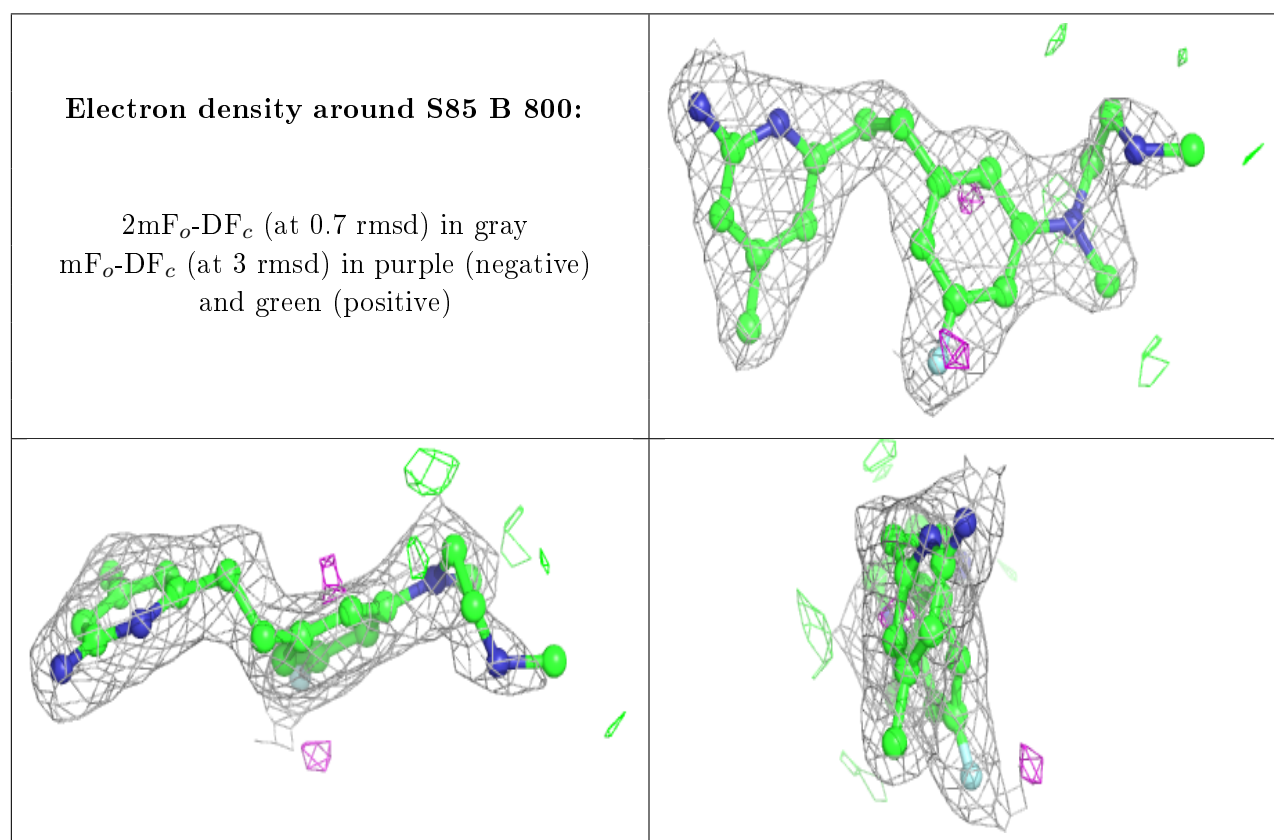 Electron density around S85 B 800:
2mFₒ-DF𝒸 (at 0.7 rmsd) in gray
mFₒ-DF𝒸 (at 3 rmsd) in purple (negative)
and green (positive)